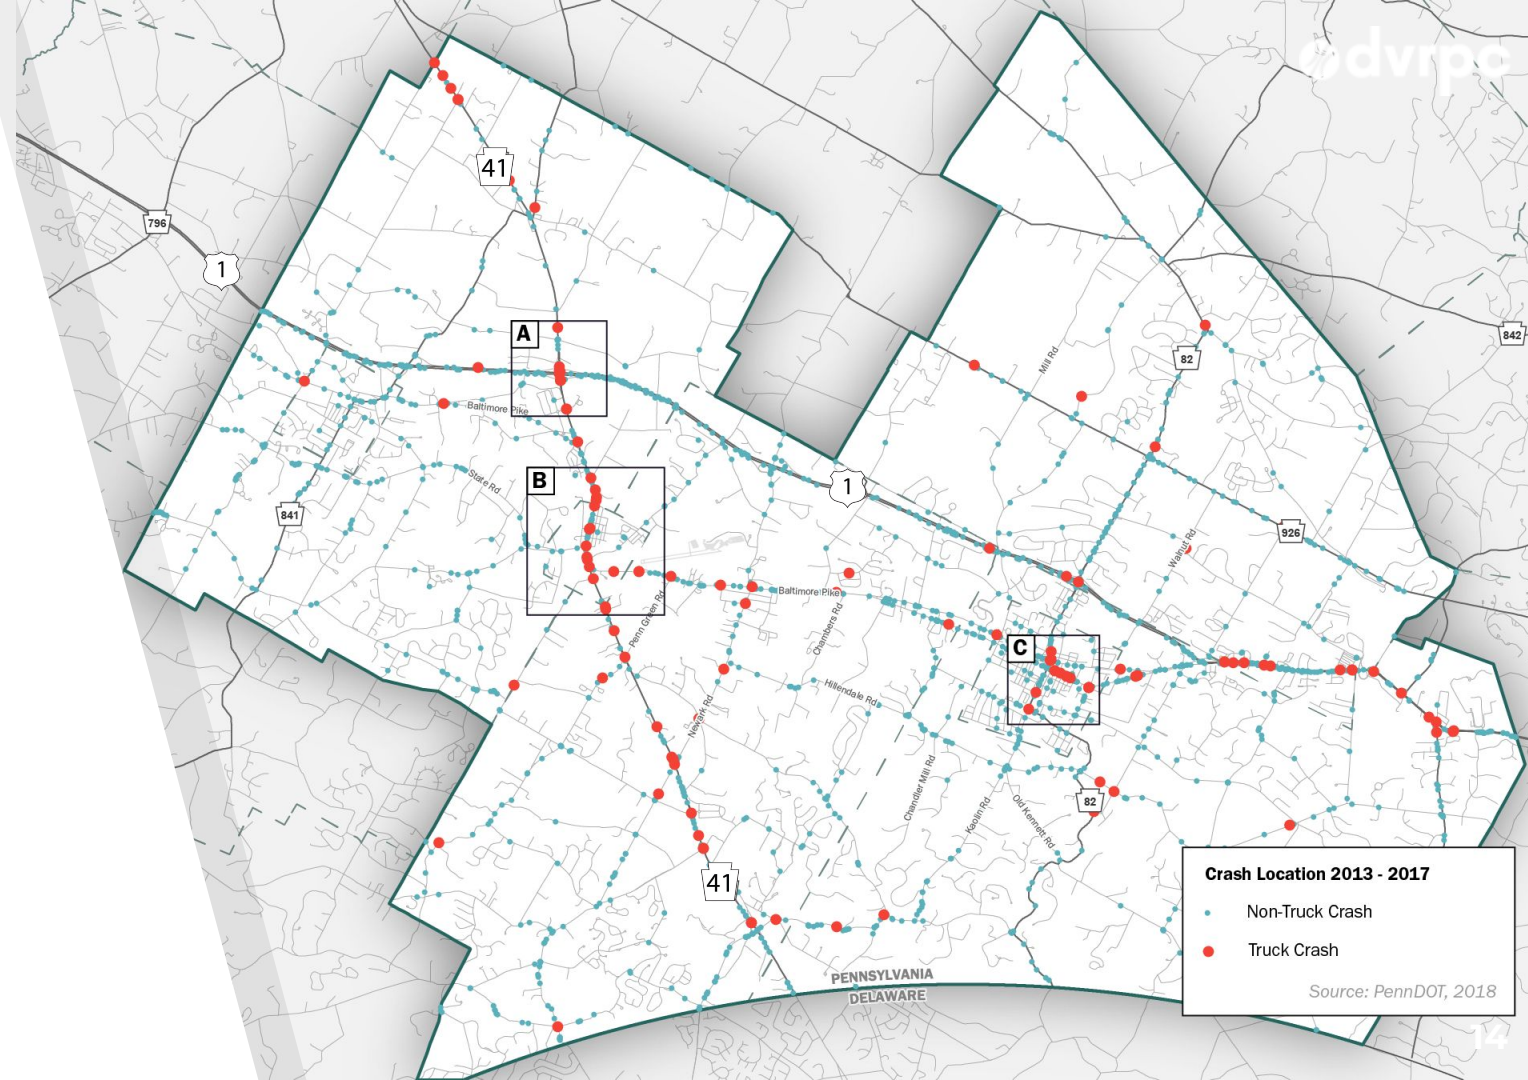 dvrpc
41
796
1
A
82
842
Mill Rd
Baltimore Pike
B
State Rd
1
841
926
Walnut Rd
Baltimore Pike
Penn Green Rd
Chambers Rd
C
Hillendale Rd
Newark Rd
Chandler Mill Rd
Kaolin Rd
Old Kennett Rd
82
41
Crash Location 2013 - 2017
Non-Truck Crash
Truck Crash
PENNSYLVANIA
DELAWARE
Source: PennDOT, 2018
14